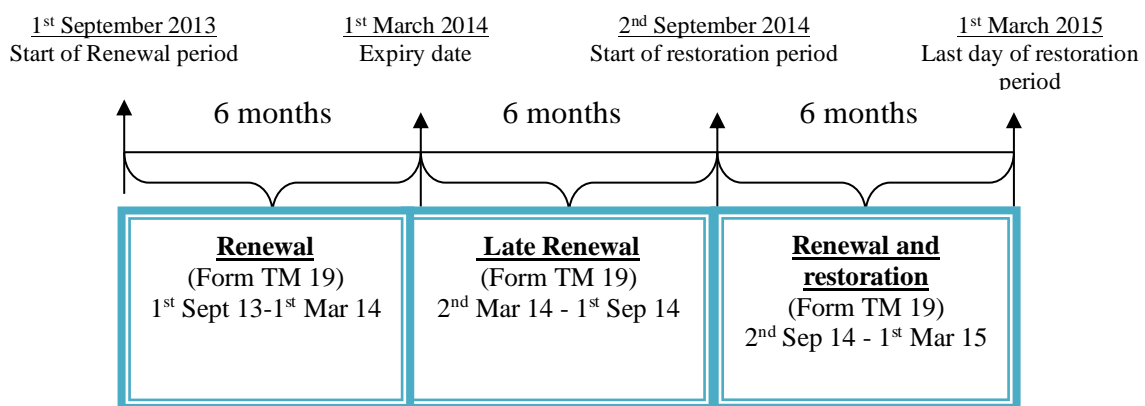 1st September 2013
Start of Renewal period
1st March 2014
Expiry date
2nd September 2014
Start of restoration period
1st March 2015
Last day of restoration
period
6 months
6 months
6 months
Renewal
(Form TM 19)
1st Sept 13-1st Mar 14
Late Renewal
(Form TM 19)
2nd Mar 14 - 1st Sep 14
Renewal and
restoration
(Form TM 19)
2nd Sep 14 - 1st Mar 15